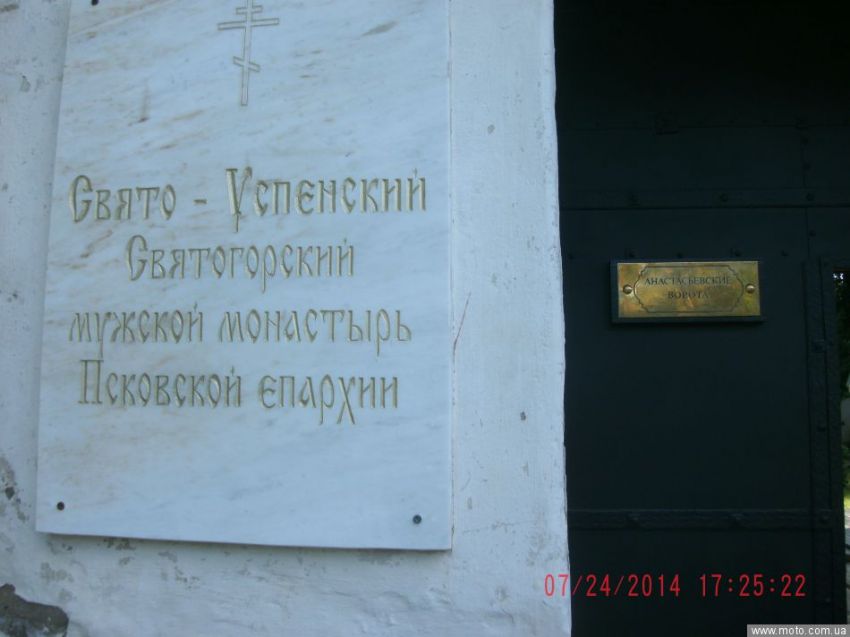 Свято - Успенский
Святогорский
мужской монастырь
Псковской епархии
АНАСТАСЬЕВСКИЕ
ВОРОТА
07/24/2014 17:25:22
www.moto.com.ua